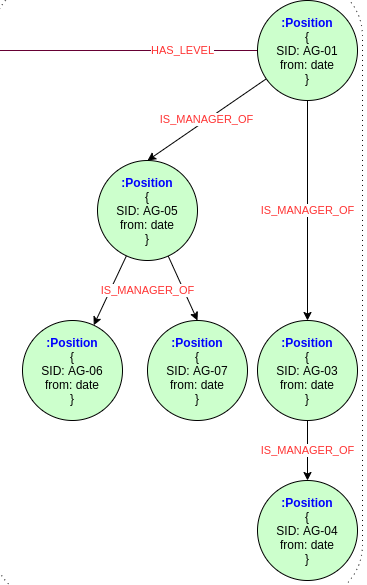 :Position
{
SID: AG-01
from: date
}
HAS_LEVEL
IS_MANAGER_OF
:Position
{
SID: AG-05
from: date
}
IS_MANAGER_OF
IS_MANAGER_OF
:Position
{
SID: AG-06
from: date
}
:Position
{
SID: AG-07
from: date
}
:Position
{
SID: AG-03
from: date
}
IS_MANAGER_OF
:Position
{
SID: AG-04
from: date
}